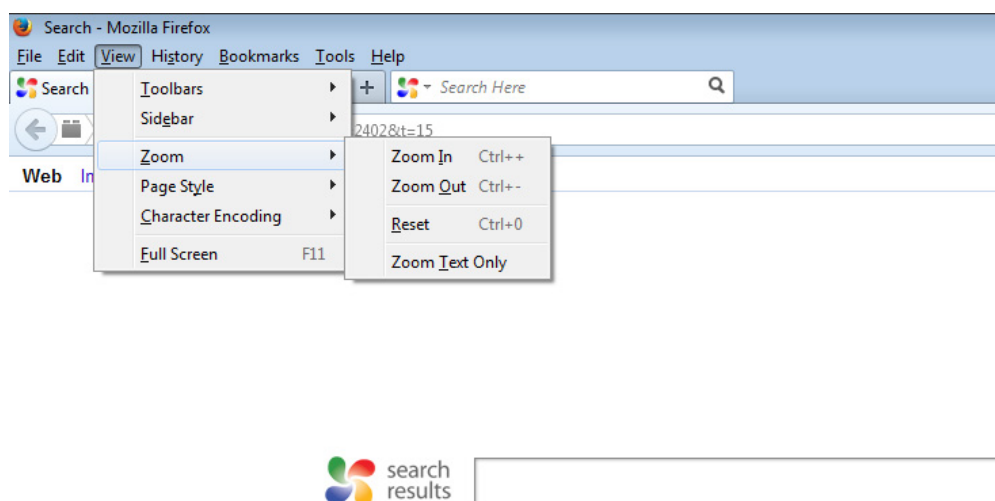 Search - Mozilla Firefox
File Edit View History Bookmarks Tools Help
Search
+
Search Here
Toolbars
Sidebar
2402&t=15
Zoom
Zoom In Ctrl++
Web In
Page Style
Zoom Out Ctrl+-
Character Encoding
Reset Ctrl+0
Full Screen F11
Zoom Text Only
search
results